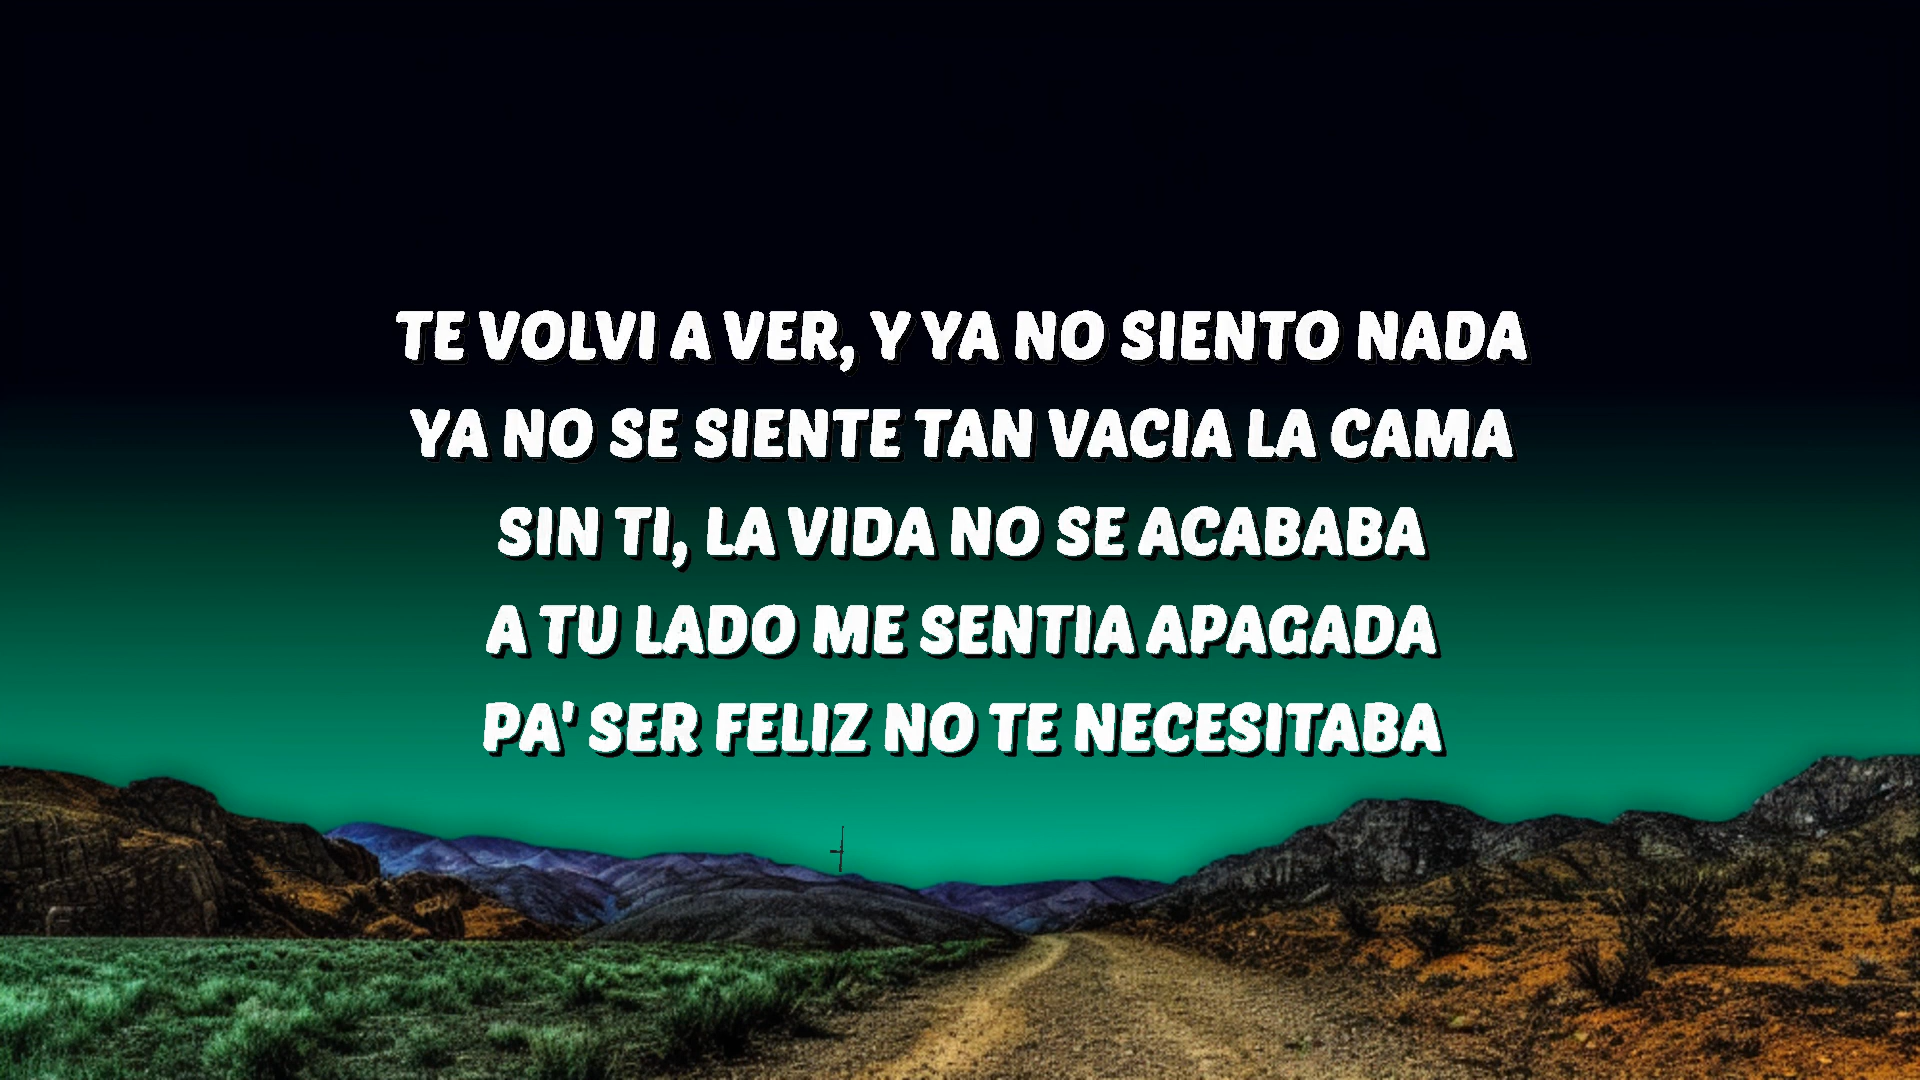 TE VOLVI A VER, Y YA NO SIENTO NADA
YA NO SE SIENTE TAN VACIA LA CAMA
SIN TI, LA VIDA NO SE ACABABA
A TU LADO ME SENTIA APAGADA
PA' SER FELIZ NO TE NECESITABA